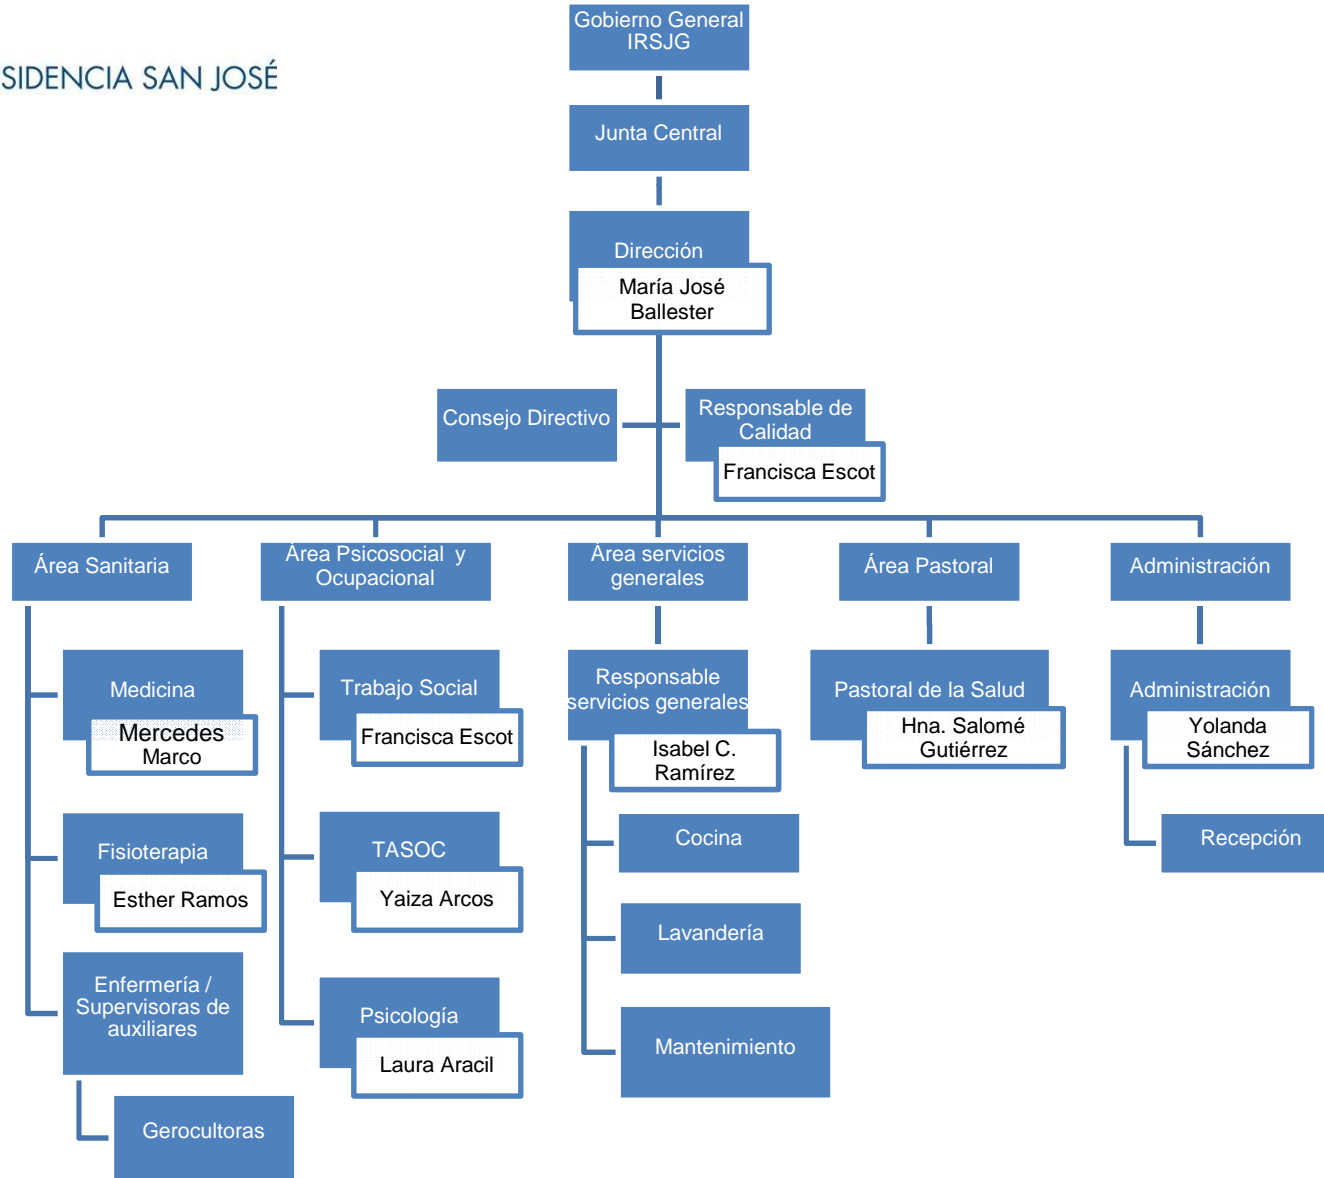 Gobierno General
IRSJG
SIDENCIA SAN JOSÉ
Junta Central
Dirección
María José
Ballester
Consejo Directivo
Responsable de
Calidad
Francisca Escot
Área Sanitaria
Área Psicosocial y
Ocupacional
Área servicios
generales
Área Pastoral
Administración
Medicina
Mercedes
Marco
Trabajo Social
Francisca Escot
Responsable
servicios generales
Isabel C.
Ramírez
Pastoral de la Salud
Hna. Salomé
Gutiérrez
Administración
Yolanda
Sánchez
Fisioterapia
Esther Ramos
TASOC
Yaiza Arcos
Cocina
Recepción
Lavandería
Enfermería /
Supervisoras de
auxiliares
Psicología
Laura Aracil
Mantenimiento
Gerocultoras